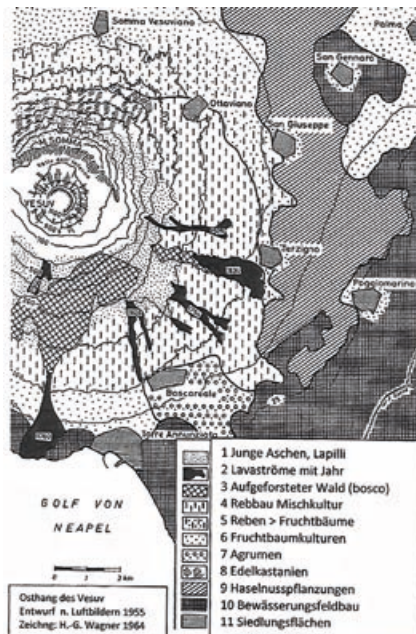 Somma Vesuviana
Palma
San Gennaro
Ottaviano
San Giuseppe
M. SOMMA
VESUV
Terzigno
Poggiomarino
Boscoreale
Torre Annunziata
GOLF VON
NEAPEL
0 1 2 km
Osthang des Vesuv
Entwurf n. Luftbildern 1955
Zeichng: H.-G. Wagner 1964
1 Junge Aschen, Lapilli
2 Lavaströme mit Jahr
3 Aufgeforsteter Wald (bosco)
4 Rebbau Mischkultur
5 Reben > Fruchtbäume
6 Fruchtbaumkulturen
7 Agrumen
8 Edelkastanien
9 Haselnusspflanzungen
10 Bewässerungsfeldbau
11 Siedlungsflächen